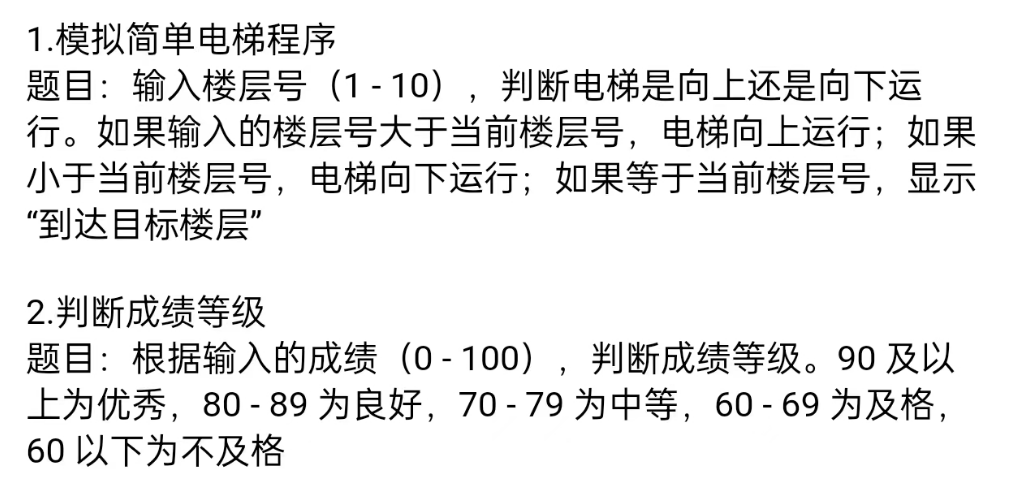 1.模拟简单电梯程序
题目：输入楼层号（1 - 10），判断电梯是向上还是向下运
行。如果输入的楼层号大于当前楼层号，电梯向上运行；如果
小于当前楼层号，电梯向下运行；如果等于当前楼层号，显示
“到达目标楼层”
2.判断成绩等级
题目：根据输入的成绩（0 - 100），判断成绩等级。90 及以
上为优秀，80 - 89 为良好，70 - 79 为中等，60 - 69 为及格，
60 以下为不及格